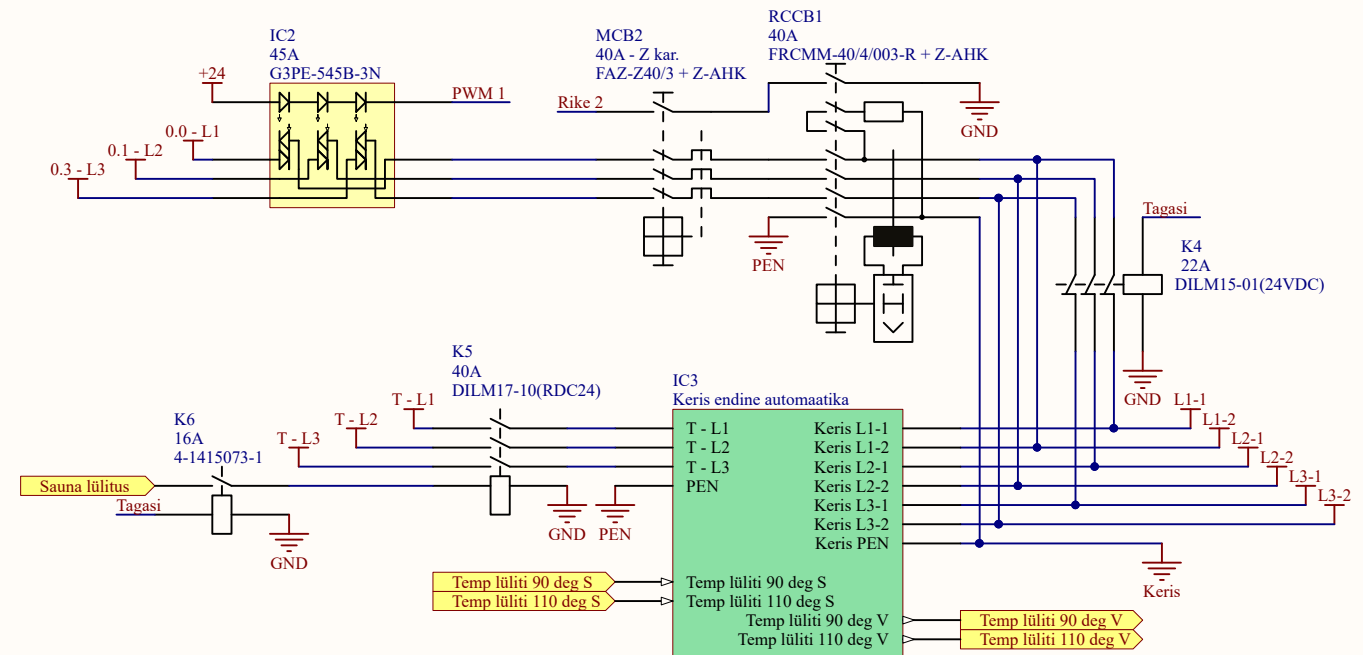 IC2
45A
G3PE-545B-3N
+24
PWM 1
0.0 - L1
0.1 - L2
0.3 - L3
MCB2
40A - Z kar.
FAZ-Z40/3 + Z-AHK
Rike 2
RCCB1
40A
FRCMM-40/4/003-R + Z-AHK
GND
PEN
Tagasi
K4
22A
DILM15-01(24VDC)
GND
K5
40A
DILM17-10(RDC24)
T - L1
T - L2
T - L3
K6
16A
4-1415073-1
Sauna lülitus
Tagasi
GND
GND
PEN
IC3
Keris endine automaatika
T - L1
T - L2
T - L3
PEN
Keris L1-1
Keris L1-2
Keris L2-1
Keris L2-2
Keris L3-1
Keris L3-2
Keris PEN
L1-1
L1-2
L2-1
L2-2
L3-1
L3-2
Keris
Temp lüliti 90 deg S
Temp lüliti 110 deg S
Temp lüliti 90 deg S
Temp lüliti 110 deg S
Temp lüliti 90 deg V
Temp lüliti 110 deg V
Temp lüliti 90 deg V
Temp lüliti 110 deg V